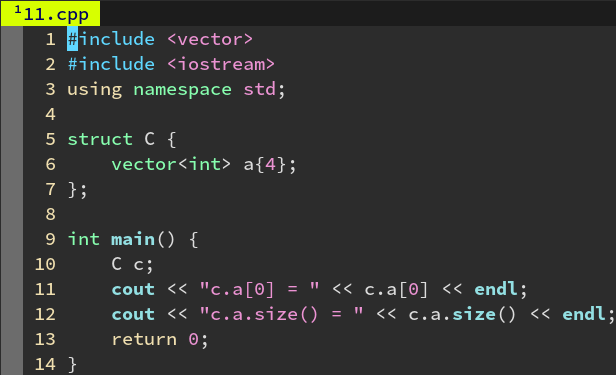 ¹11.cpp
1 #include <vector>
2 #include <iostream>
3 using namespace std;
4
5 struct C {
6     vector<int> a{4};
7 };
8
9 int main() {
10     C c;
11     cout << "c.a[0] = " << c.a[0] << endl;
12     cout << "c.a.size() = " << c.a.size() << endl;
13     return 0;
14 }